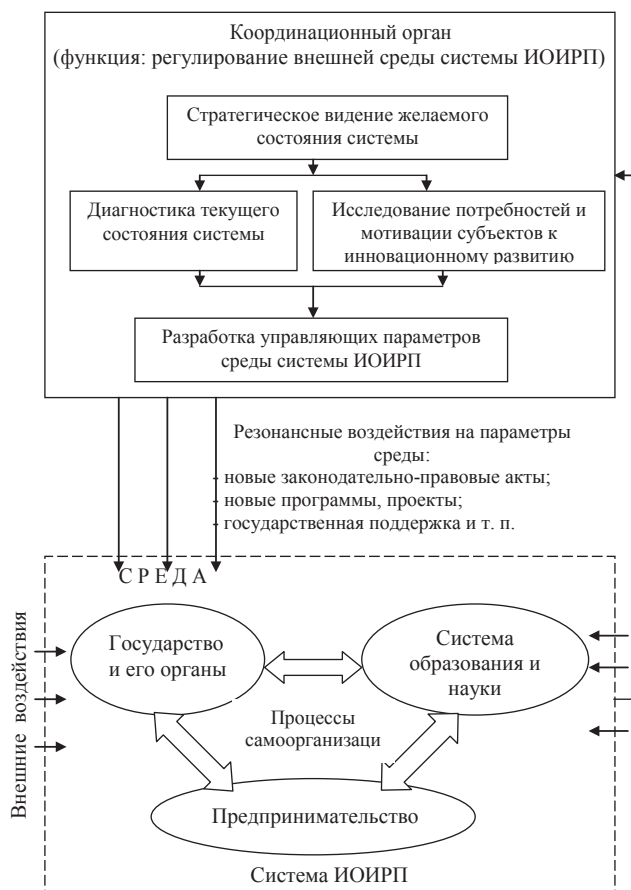 Координационный орган
(функция: регулирование внешней среды системы ИОИРП)
Стратегическое видение желаемого
состояния системы
Диагностика текущего
состояния системы
Исследование потребностей и
мотивации субъектов к
инновационному развитию
Разработка управляющих параметров
среды системы ИОИРП
Резонансные воздействия на параметры
среды:
- новые законодательно-правовые акты;
- новые программы, проекты;
- государственная поддержка и т. п.
С Р Е Д А
Внешние воздействия
Государство
и его органы
Система
образования и
науки
Процессы
самоорганизаци
Предпринимательство
Система ИОИРП